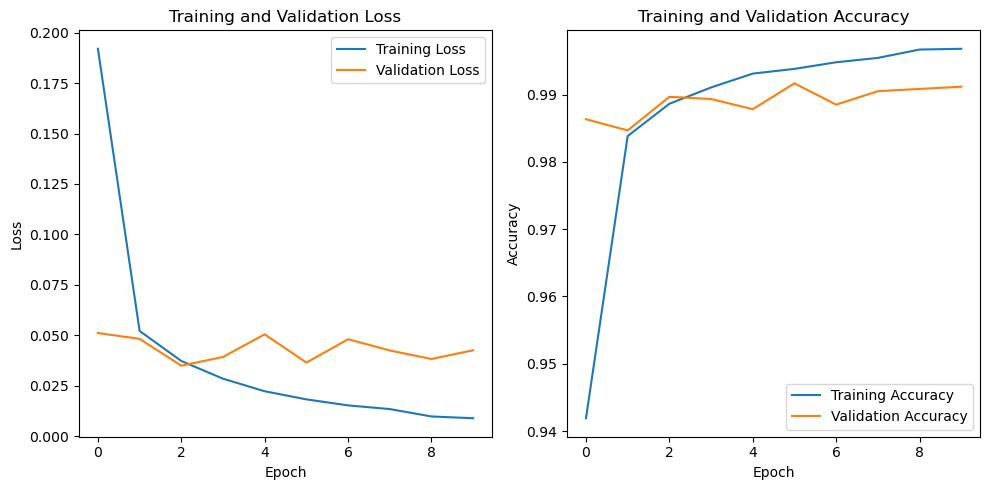 Training and Validation Loss
Training Loss
Validation Loss
0.200
0.175
0.150
0.125
0.100
0.075
0.050
0.025
0.000
Loss
0
2
4
6
8
Epoch
Training and Validation Accuracy
0.99
0.98
0.97
0.96
0.95
0.94
Accuracy
Training Accuracy
Validation Accuracy
0
2
4
6
8
Epoch